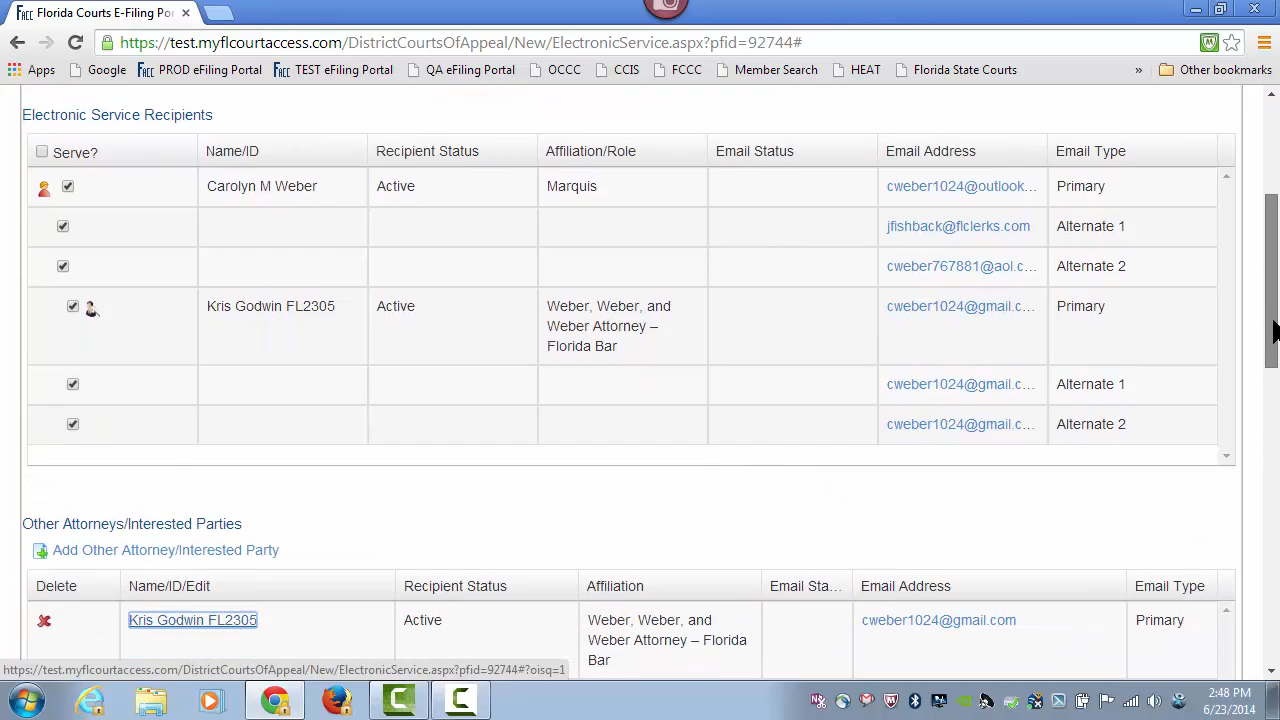 Florida Courts E-Filing Por
https://test.myflcourtaccess.com/DistrictCourtsOfAppeal/New/ElectronicService.aspx?pfid=92744#
Apps Google PROD eFiling Portal TEST eFiling Portal QA eFiling Portal OCCC CCIS FCCC Member Search HEAT Florida State Courts » Other bookmarks
Electronic Service Recipients
Serve? Name/ID Recipient Status Affiliation/Role Email Status Email Address Email Type
Carolyn M Weber Active Marquis cweber1024@outlook... Primary
jfishback@flclerks.com Alternate 1
cweber767881@aol.c... Alternate 2
Kris Godwin FL2305 Active Weber, Weber, and cweber1024@gmail.c... Primary
Weber Attorney –
Florida Bar
cweber1024@gmail.c... Alternate 1
cweber1024@gmail.c... Alternate 2
Other Attorneys/Interested Parties
Add Other Attorney/Interested Party
Delete Name/ID/Edit Recipient Status Affiliation Email Sta... Email Address Email Type
Kris Godwin FL2305 Active Weber, Weber, and cweber1024@gmail.com Primary
Weber Attorney – Florida
Bar
https://test.myflcourtaccess.com/DistrictCourtsOfAppeal/New/ElectronicService.aspx?pfid=92744#?oisq=1
2:48 PM
6/23/2014